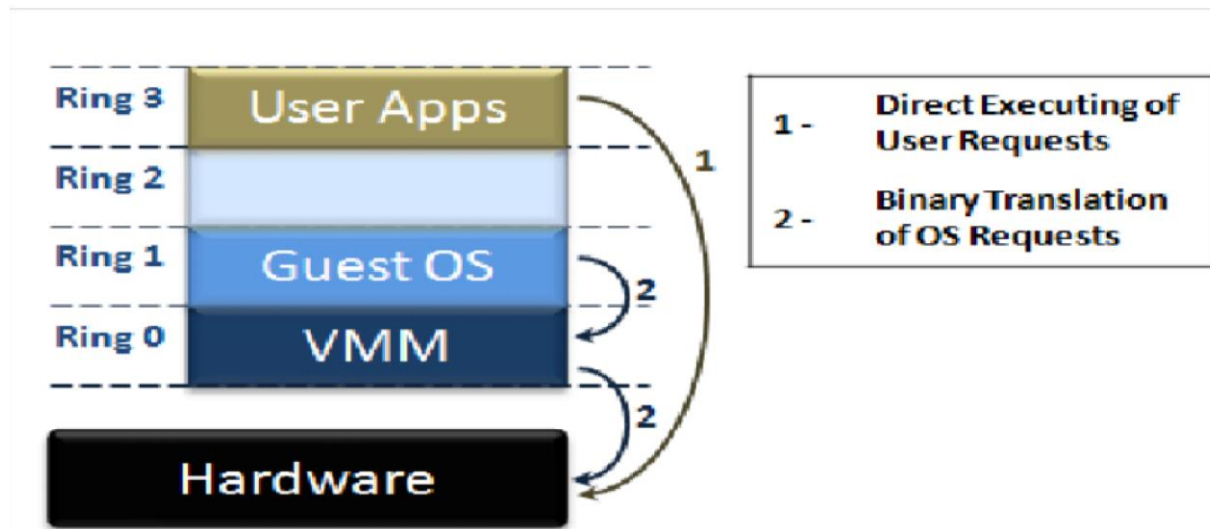 Ring 3
User Apps
1
Ring 2
Ring 1
Guest OS
2
Ring 0
VMM
2
Hardware
1 - Direct Executing of
User Requests
2 - Binary Translation
of OS Requests